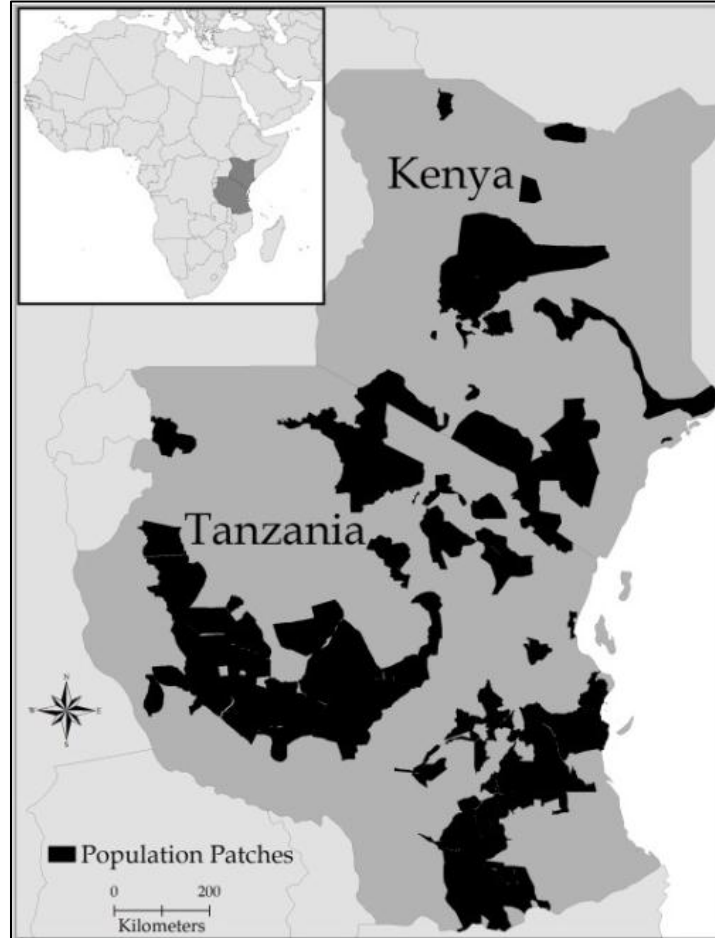 Kenya
Tanzania
N
W E
S
Population Patches
0 200
Kilometers